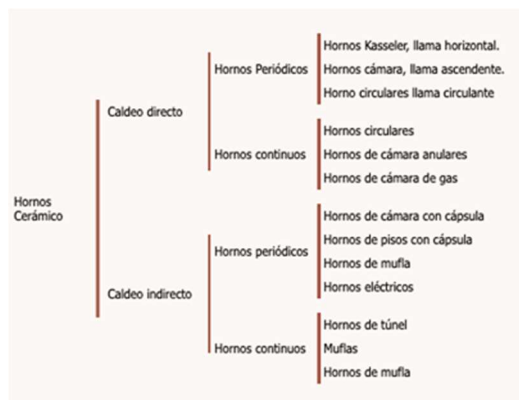 Hornos
Cerámico
Caldeo directo
Hornos Periódicos
Hornos Kasseler, llama horizontal.
Hornos cámara, llama ascendente.
Horno circulares llama circulante
Hornos continuos
Hornos circulares
Hornos de cámara anulares
Hornos de cámara de gas
Caldeo indirecto
Hornos periódicos
Hornos de cámara con cápsula
Hornos de pisos con cápsula
Hornos de mufla
Hornos eléctricos
Hornos continuos
Hornos de túnel
Muflas
Hornos de mufla